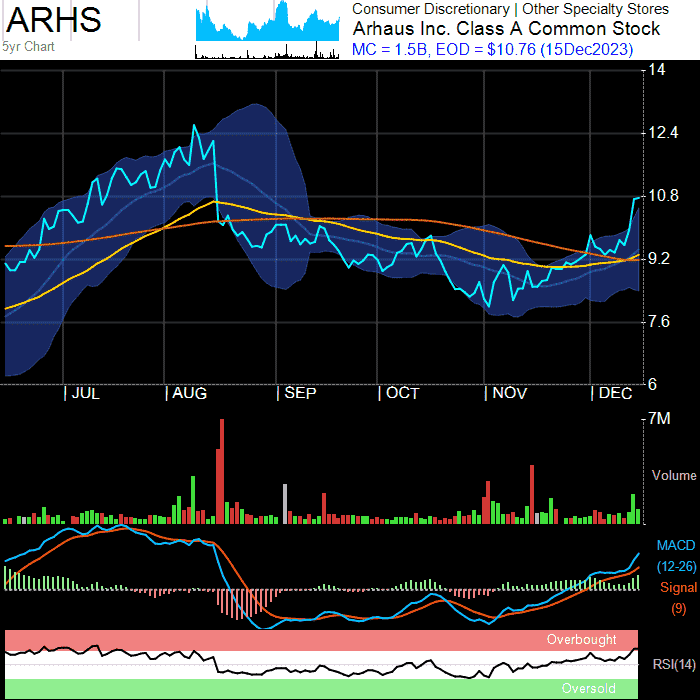 ARHS
5yr Chart
Consumer Discretionary | Other Specialty Stores
Arhaus Inc. Class A Common Stock
MC = 1.5B, EOD = $10.76 (15Dec2023)
14
12.4
10.8
9.2
7.6
6
| JUL | AUG | SEP | OCT | NOV | DEC
7M
Volume
MACD
(12-26)
Signal
(9)
Overbought
RSI(14)
Oversold